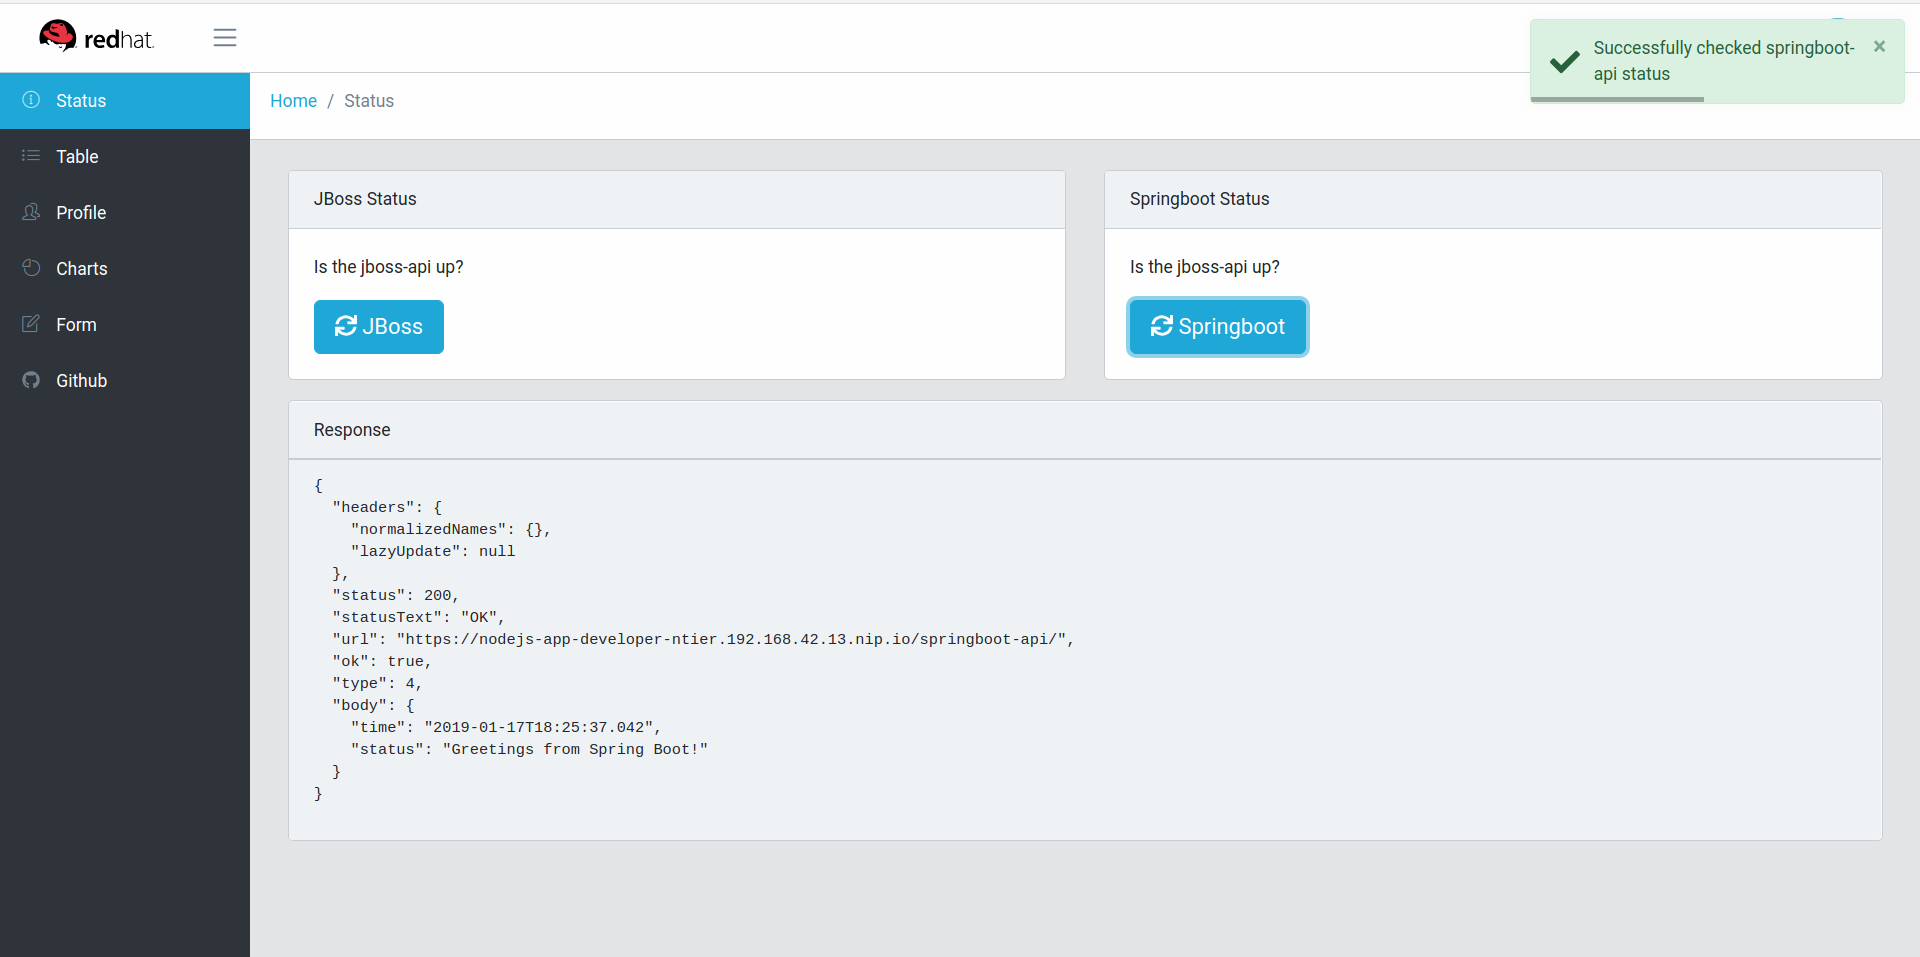 redhat.
Successfully checked springboot-
api status
×
Status
Table
Profile
Charts
Form
Github
Home / Status
JBoss Status
Is the jboss-api up?
JBoss
Springboot Status
Is the jboss-api up?
Springboot
Response
{
  "headers": {
    "normalizedNames": {},
    "lazyUpdate": null
  },
  "status": 200,
  "statusText": "OK",
  "url": "https://nodejs-app-developer-ntier.192.168.42.13.nip.io/springboot-api/",
  "ok": true,
  "type": 4,
  "body": {
    "time": "2019-01-17T18:25:37.042",
    "status": "Greetings from Spring Boot!"
  }
}